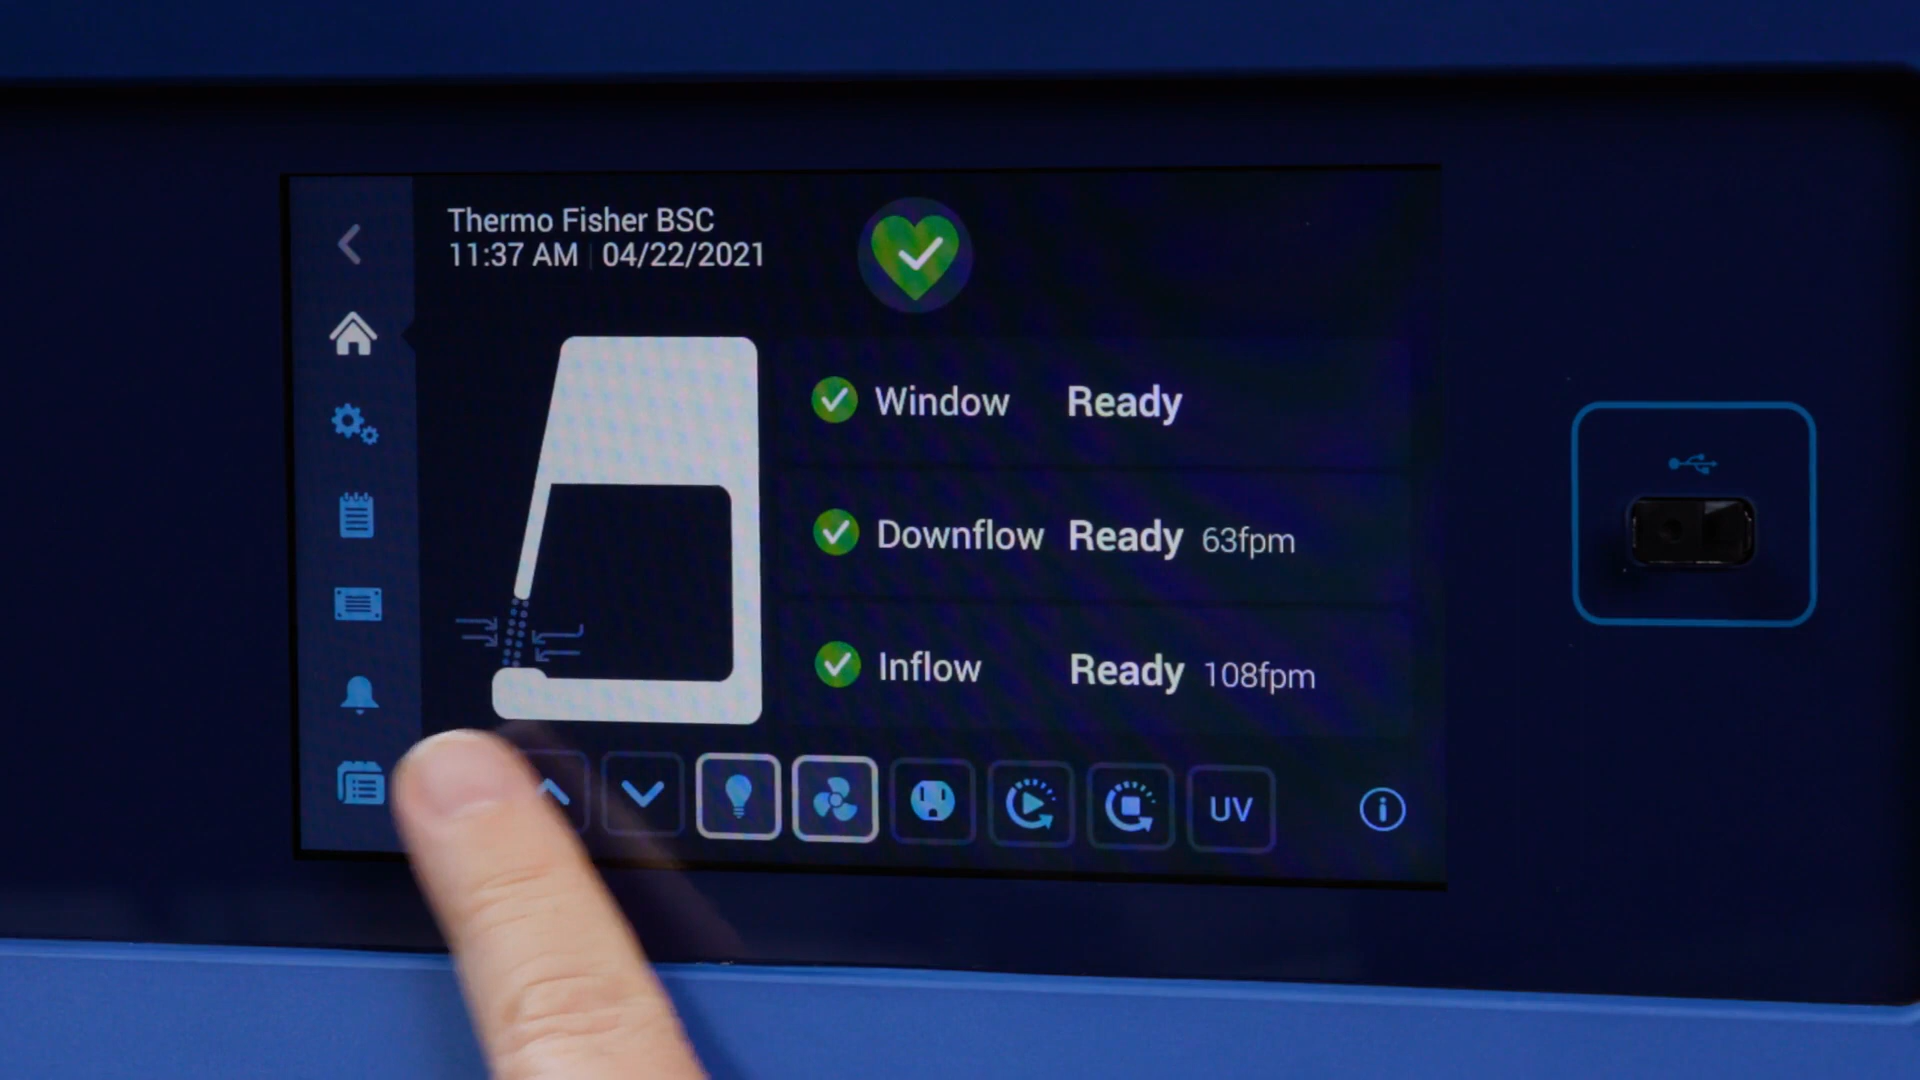 Thermo Fisher BSC
11:37 AM 04/22/2021
Window Ready
Downflow Ready 63fpm
Inflow Ready 108fpm
UV